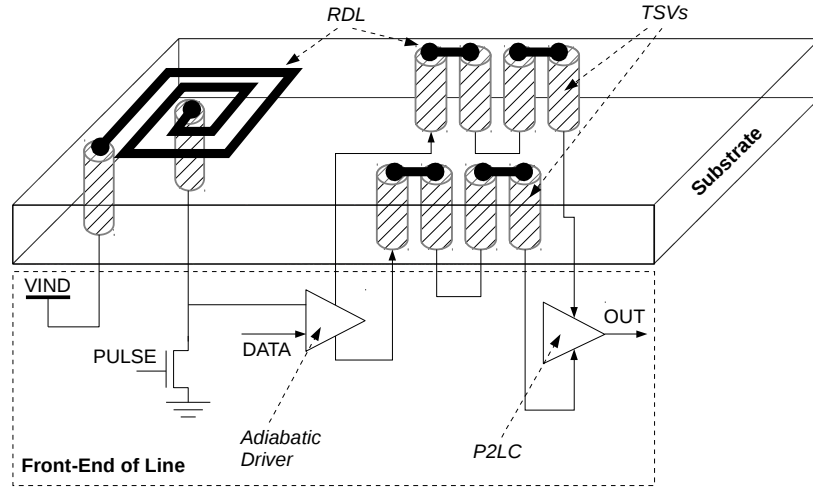 RDL
TSVs
Substrate
VIND
PULSE
DATA
OUT
Adiabatic
Driver
P2LC
Front-End of Line